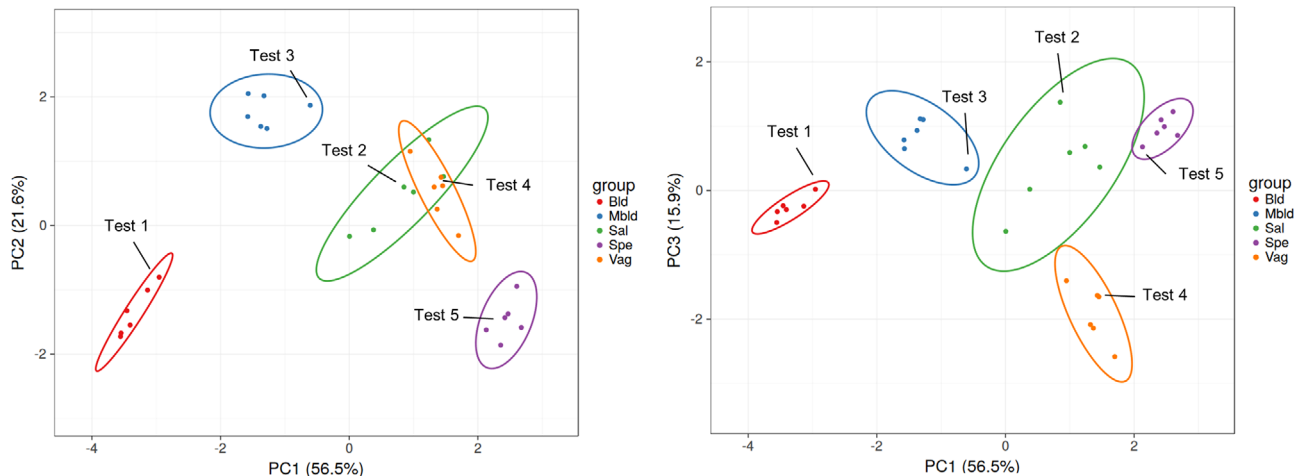 Test 3
Test 2
Test 4
Test 1
Test 5
2
0
-2
-4
-2
0
2
PC2 (21.6%)
PC1 (56.5%)
group
Bld
Mbld
Sal
Spe
Vag
Test 2
Test 3
Test 1
Test 5
Test 4
2
0
-2
-4
-2
0
2
PC3 (15.9%)
PC1 (56.5%)
group
Bld
Mbld
Sal
Spe
Vag